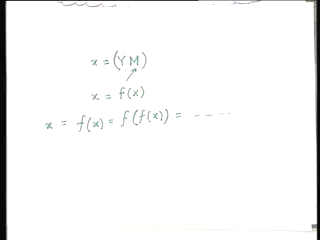 x = (YM)
x = f(x)
x = f(x) = f(f(x)) = - - - -